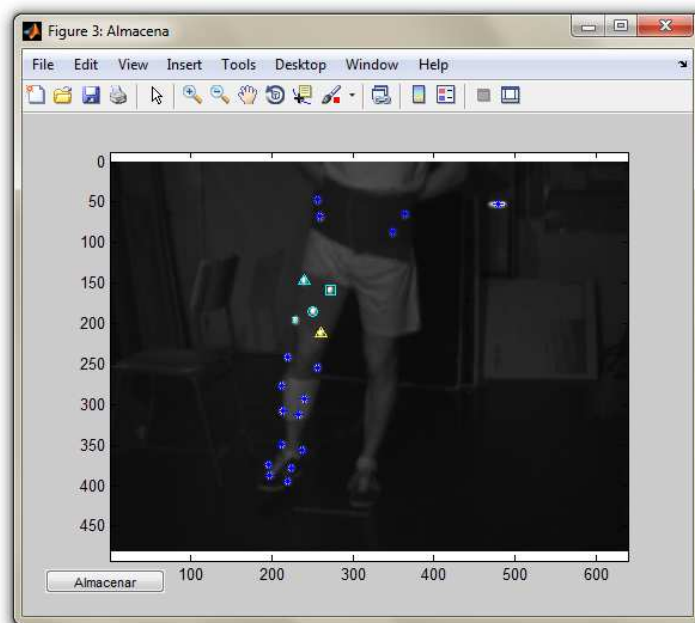 Figure 3: Almacena
File Edit View Insert Tools Desktop Window Help
0
50
100
150
200
250
300
350
400
450
100 200 300 400 500 600
Almacenar